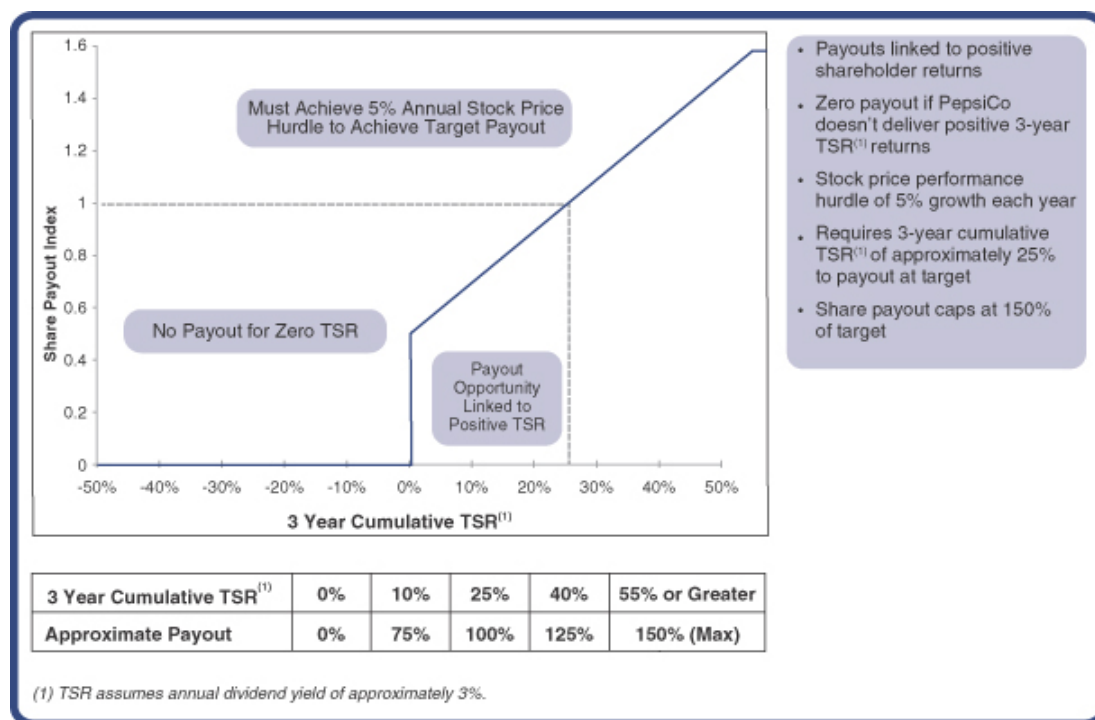 1.6
1.4
1.2
1
0.8
0.6
0.4
0.2
0
Share Payout Index
Must Achieve 5% Annual Stock Price
Hurdle to Achieve Target Payout
No Payout for Zero TSR
Payout
Opportunity
Linked to
Positive TSR
-50% -40% -30% -20% -10% 0% 10% 20% 30% 40% 50%
3 Year Cumulative TSR(1)
• Payouts linked to positive
shareholder returns
• Zero payout if PepsiCo
doesn't deliver positive 3-year
TSR(1) returns
• Stock price performance
hurdle of 5% growth each year
• Requires 3-year cumulative
TSR(1) of approximately 25%
to payout at target
• Share payout caps at 150%
of target
3 Year Cumulative TSR(1) 0% 10% 25% 40% 55% or Greater
Approximate Payout 0% 75% 100% 125% 150% (Max)
(1) TSR assumes annual dividend yield of approximately 3%.